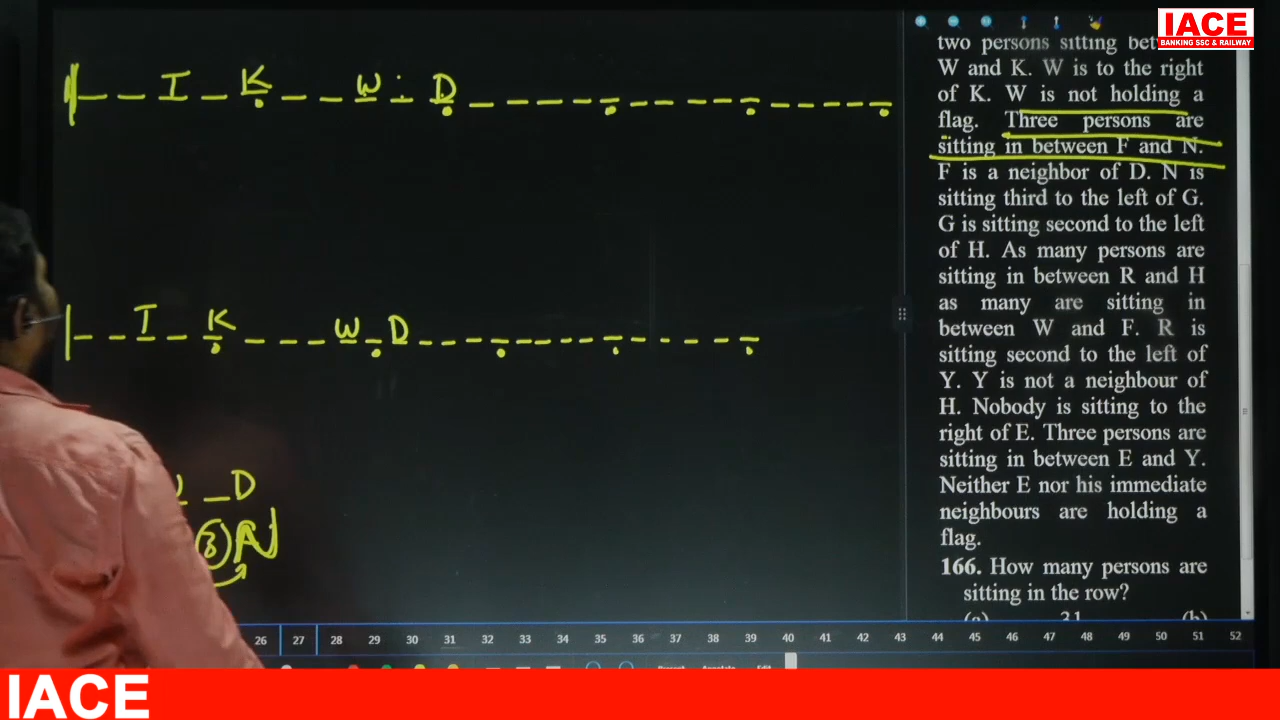 IACE
BANKING SSC & RAILWAY
two persons sitting
W and K. W is to the right
of K. W is not holding a
flag. Three persons are
sitting in between F and N.
F is a neighbor of D. N is
sitting third to the left of G.
G is sitting second to the left
of H. As many persons are
sitting in between R and H
as many are sitting in
between W and F. R is
sitting second to the left of
Y. Y is not a neighbour of
H. Nobody is sitting to the
right of E. Three persons are
sitting in between E and Y.
Neither E nor his immediate
neighbours are holding a
flag.
166. How many persons are
sitting in the row?
I K W D
I K W D
D
26 27 28 29 30 31 32 33 34 35 36 37 38 39 40 41 42 43 44 45 46 47 48 49 50 51 52
IACE